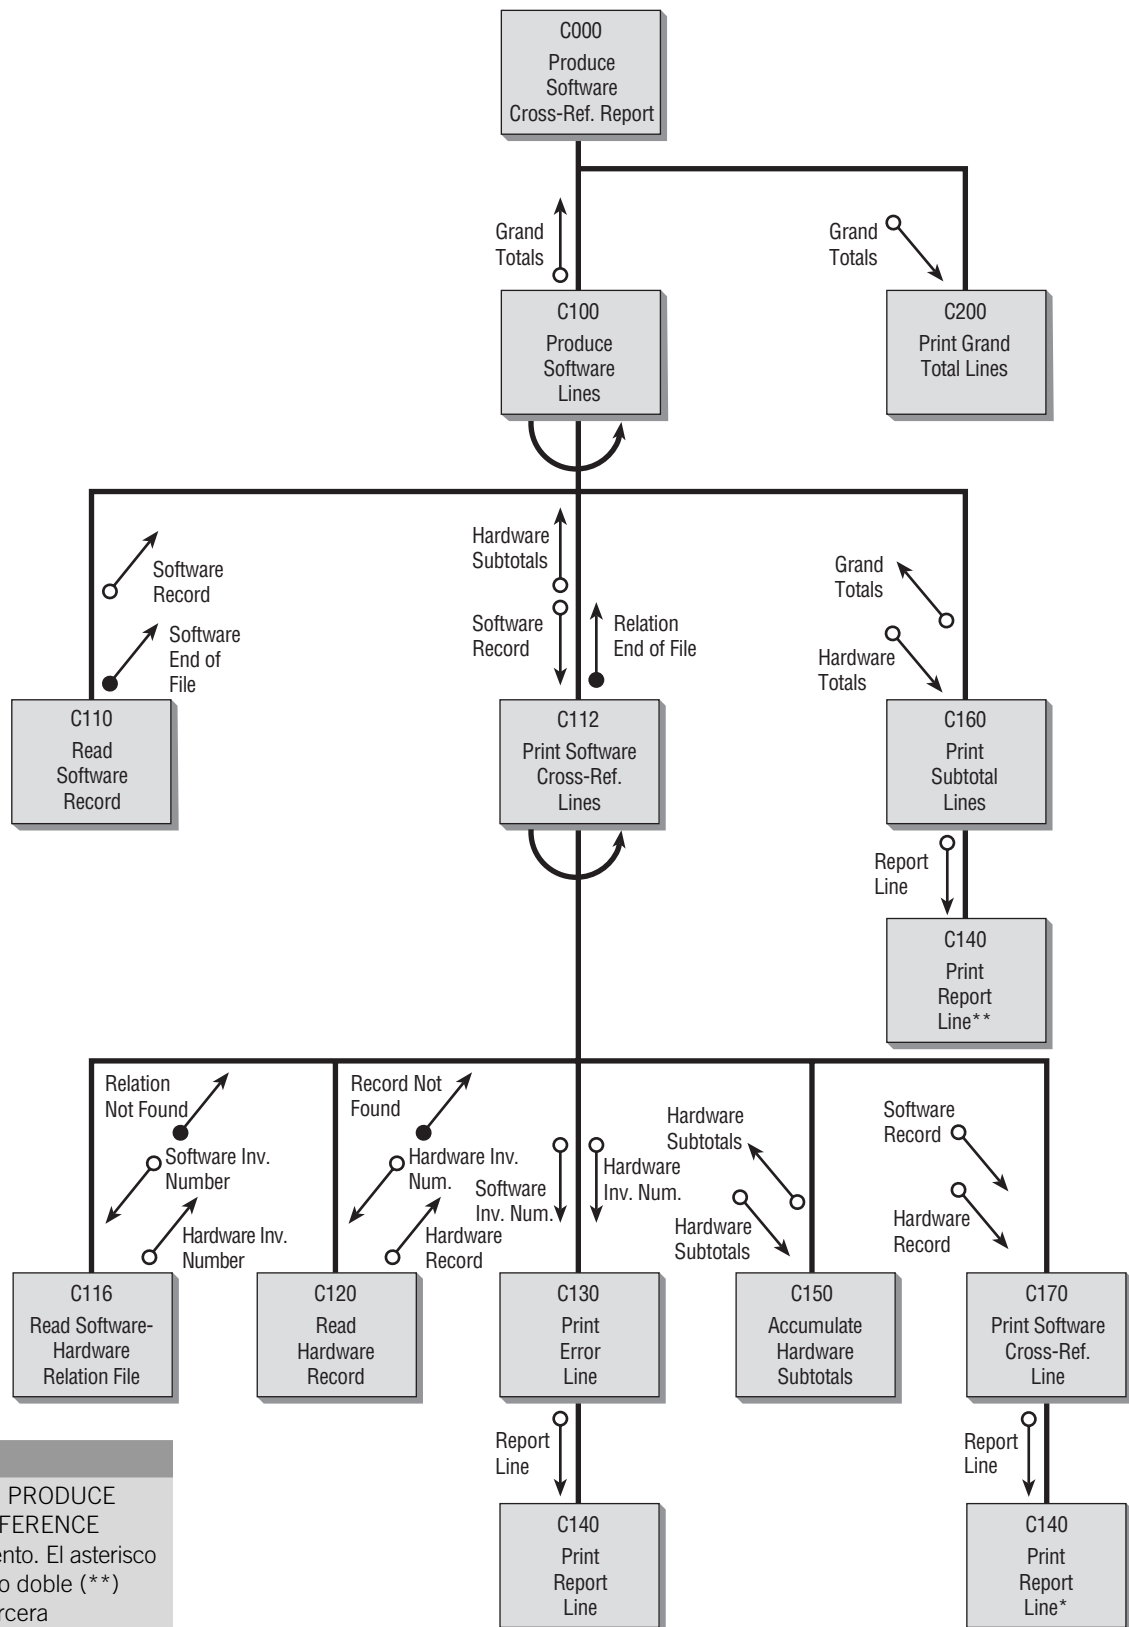 C000
Produce
Software
Cross-Ref. Report
Grand
Totals
Grand
Totals
C100
Produce
Software
Lines
C200
Print Grand
Total Lines
Software
Record
Software
End of
File
Hardware
Subtotals
Software
Record
Relation
End of File
Grand
Totals
Hardware
Totals
C110
Read
Software
Record
C112
Print Software
Cross-Ref.
Lines
C160
Print
Subtotal
Lines
Report
Line
C140
Print
Report
Line**
Relation
Not Found
Software Inv.
Number
Hardware Inv.
Number
Record Not
Found
Hardware Inv.
Num.
Hardware
Record
Software
Inv. Num.
Hardware
Inv. Num.
Hardware
Subtotals
Hardware
Subtotals
Software
Record
Hardware
Record
C116
Read Software-
Hardware
Relation File
C120
Read
Hardware
Record
C130
Print
Error
Line
C150
Accumulate
Hardware
Subtotals
C170
Print Software
Cross-Ref.
Line
Report
Line
Report
Line
C140
Print
Report
Line
C140
Print
Report
Line*
PRODUCE
FERENCE
ento. El asterisco
o doble (**)
rcera